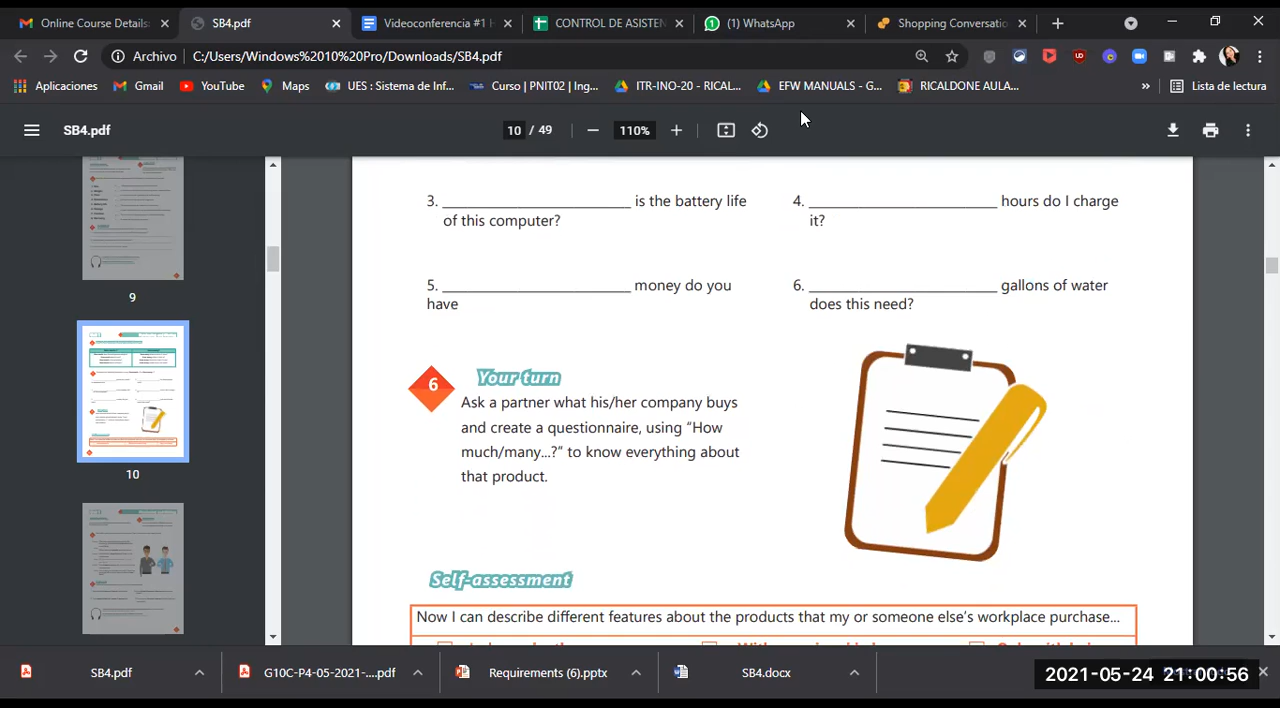 Online Course Details:
SB4.pdf
Videoconferencia #1 H
CONTROL DE ASISTEN
(1) WhatsApp
Shopping Conversatio
Archivo
C:/Users/Windows%2010%20Pro/Downloads/SB4.pdf
Aplicaciones
Gmail
YouTube
Maps
UES : Sistema de Inf...
Curso | PNIT02 | Ing...
ITR-INO-20 - RICAL...
EFW MANUALS - G...
RICALDONE AULA...
»
Lista de lectura
SB4.pdf
10 / 49
110%
9
10
3. ______________________ is the battery life
of this computer?
4. ______________________ hours do I charge
it?
5. ______________________ money do you
have
6. ______________________ gallons of water
does this need?
6
Your turn
Ask a partner what his/her company buys
and create a questionnaire, using “How
much/many...?” to know everything about
that product.
Self-assessment
Now I can describe different features about the products that my or someone else’s workplace purchase...
SB4.pdf
G10C-P4-05-2021-....pdf
Requirements (6).pptx
SB4.docx
2021-05-24 21:00:56